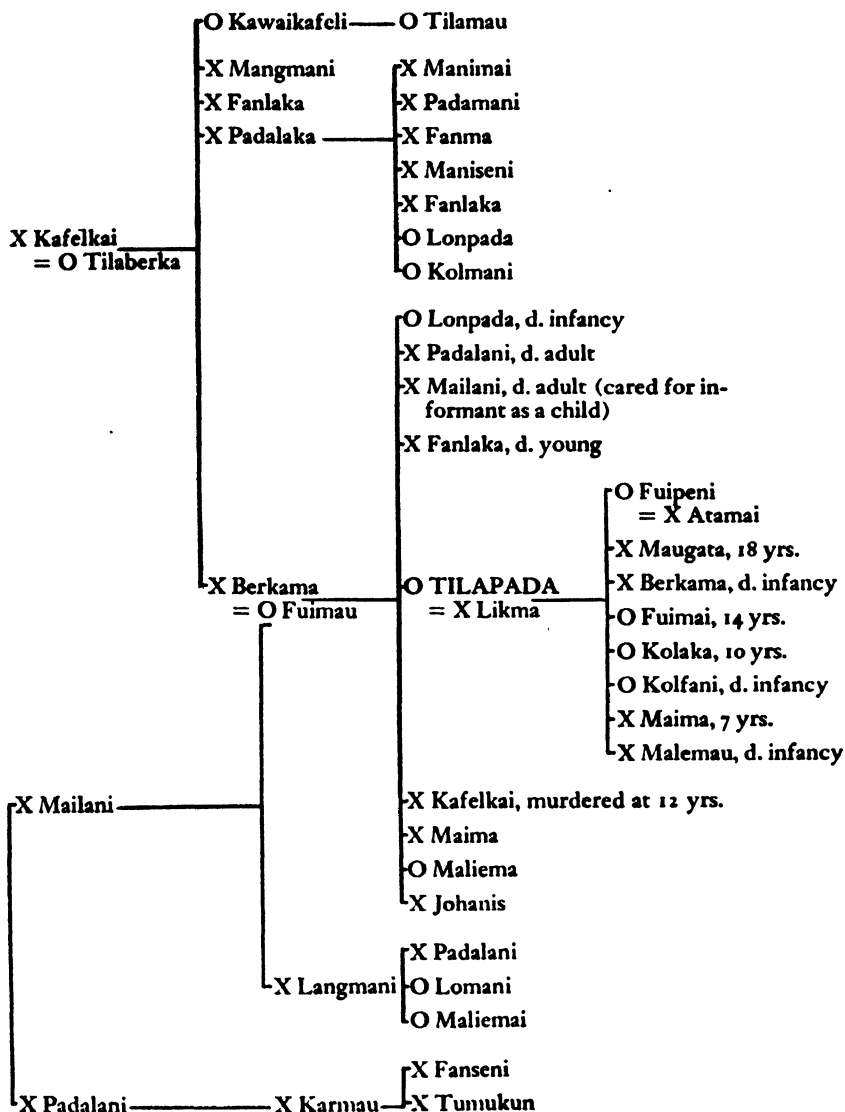 O Kawaikafeli O Tilamau
X Mangmani X Manimai
X Fanlaka X Padamani
X Padalaka X Fanma
X Maniseni
X Fanlaka
X Kafelkai O Lonpada
= O Tilaberka O Kolmani
O Lonpada, d. infancy
X Padalani, d. adult
X Mailani, d. adult (cared for in-
formant as a child)
X Fanlaka, d. young
O Fuipeni
= X Atamai
X Maugata, 18 yrs.
X Berkama O TILAPADA X Berkama, d. infancy
= O Fuimau = X Likma O Fuimai, 14 yrs.
O Kolaka, 10 yrs.
O Kolfani, d. infancy
X Maima, 7 yrs.
X Malemau, d. infancy
X Mailani X Kafelkai, murdered at 12 yrs.
X Maima
O Maliema
X Johanis
X Padalani
X Langmani O Lomani
O Maliemai
X Fanseni
X Padalani X Karmau X Tumukun